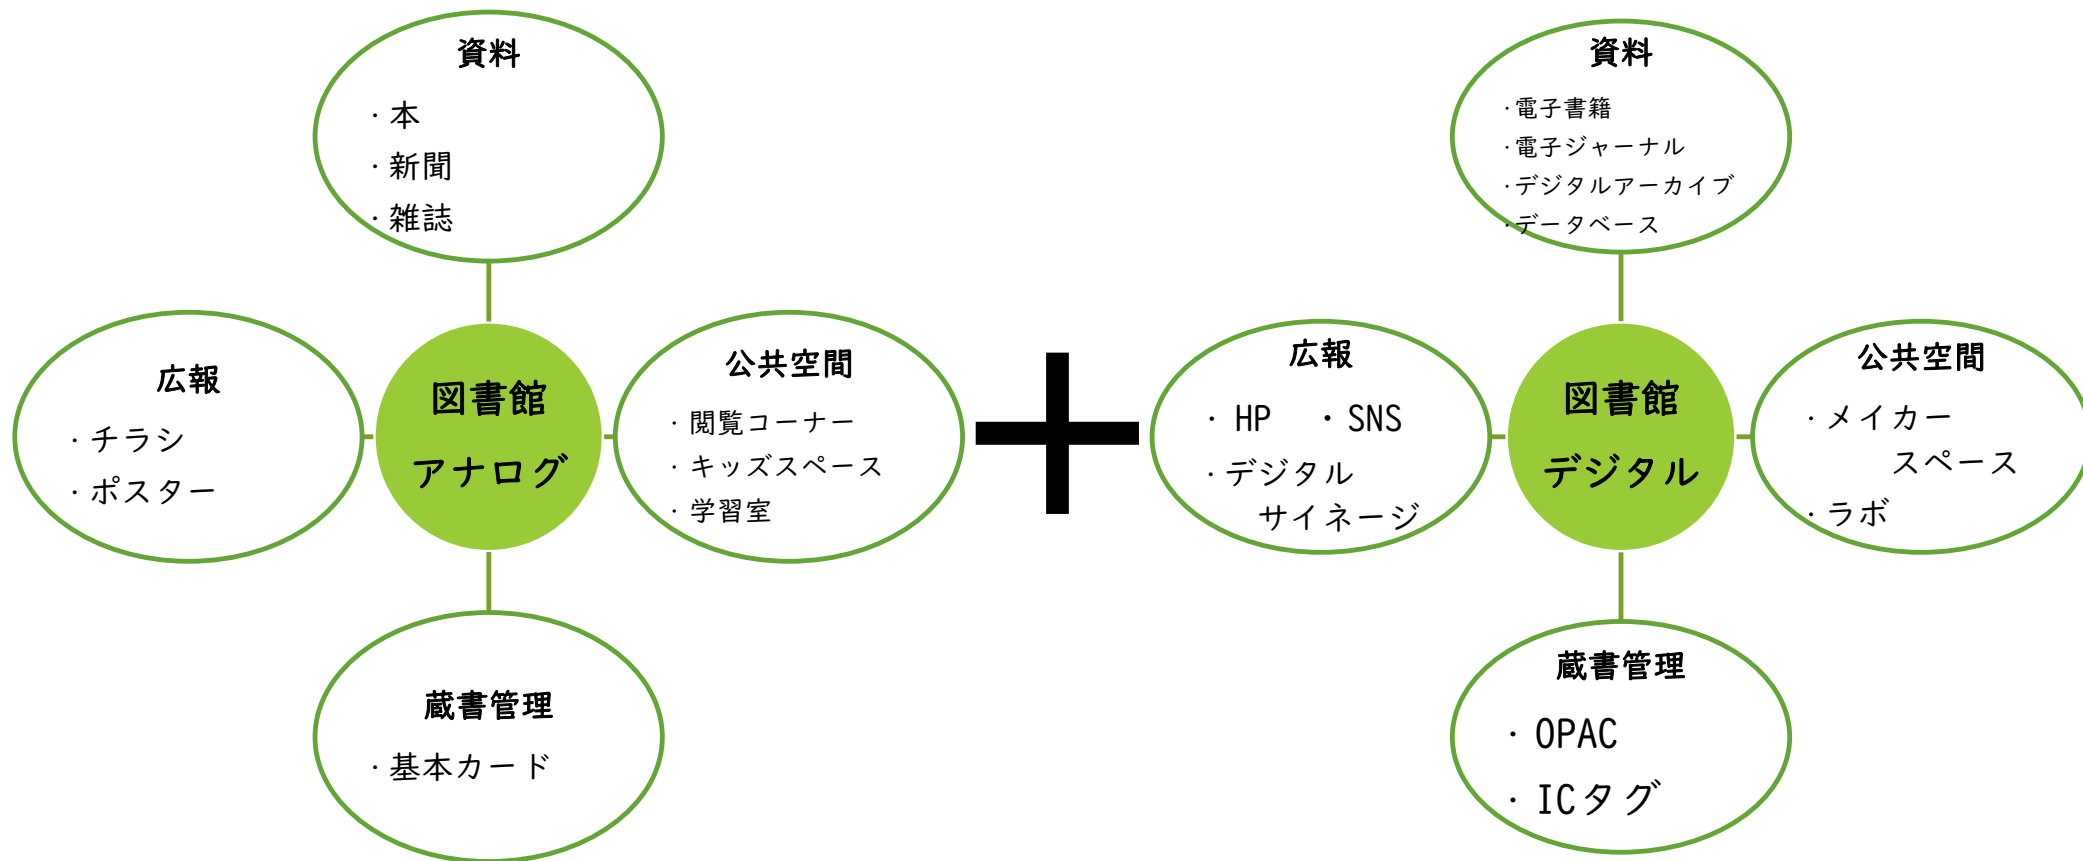 資料
・本
・新聞
・雑誌
広報
・チラシ
・ポスター
図書館
アナログ
公共空間
・閲覧コーナー
・キッズスペース
・学習室
蔵書管理
・基本カード
資料
・電子書籍
・電子ジャーナル
・デジタルアーカイブ
・データベース
広報
・HP ・SNS
・デジタル
サイネージ
図書館
デジタル
公共空間
・メイカー
スペース
・ラボ
蔵書管理
・OPAC
・ICタグ